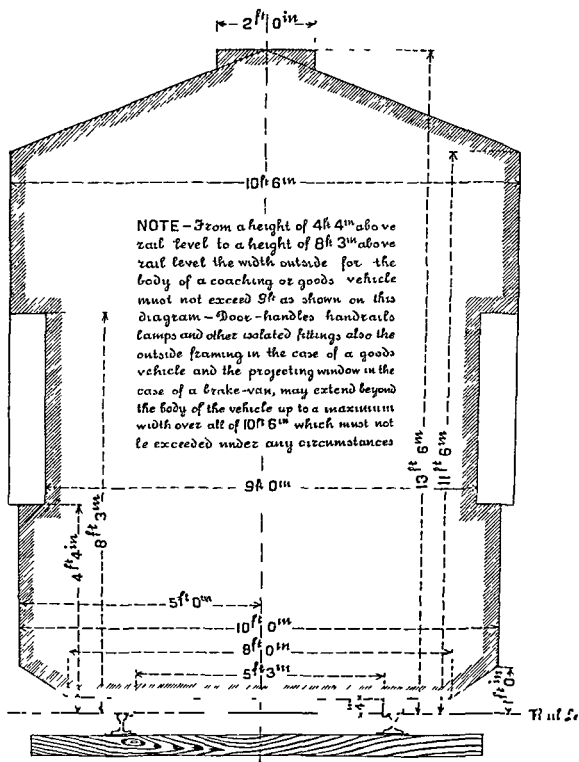 2ft 0in
10ft 6in
NOTE – From a height of 4ft 4in above
rail level to a height of 8ft 3in above
rail level the width outside for the
body of a coaching or goods vehicle
must not exceed 9ft as shown on this
diagram – Door-handles handrails
lamps and other isolated fittings also the
outside framing in the case of a goods
vehicle and the projecting window in the
case of a brake-van, may extend beyond
the body of the vehicle up to a maximum
width over all of 10ft 6in which must not
be exceeded under any circumstances
13ft 6in
11ft 6in
9ft 0in
8ft 3in
4ft 4in
5ft 0in
10ft 0in
8ft 0in
5ft 3in
1ft 0in